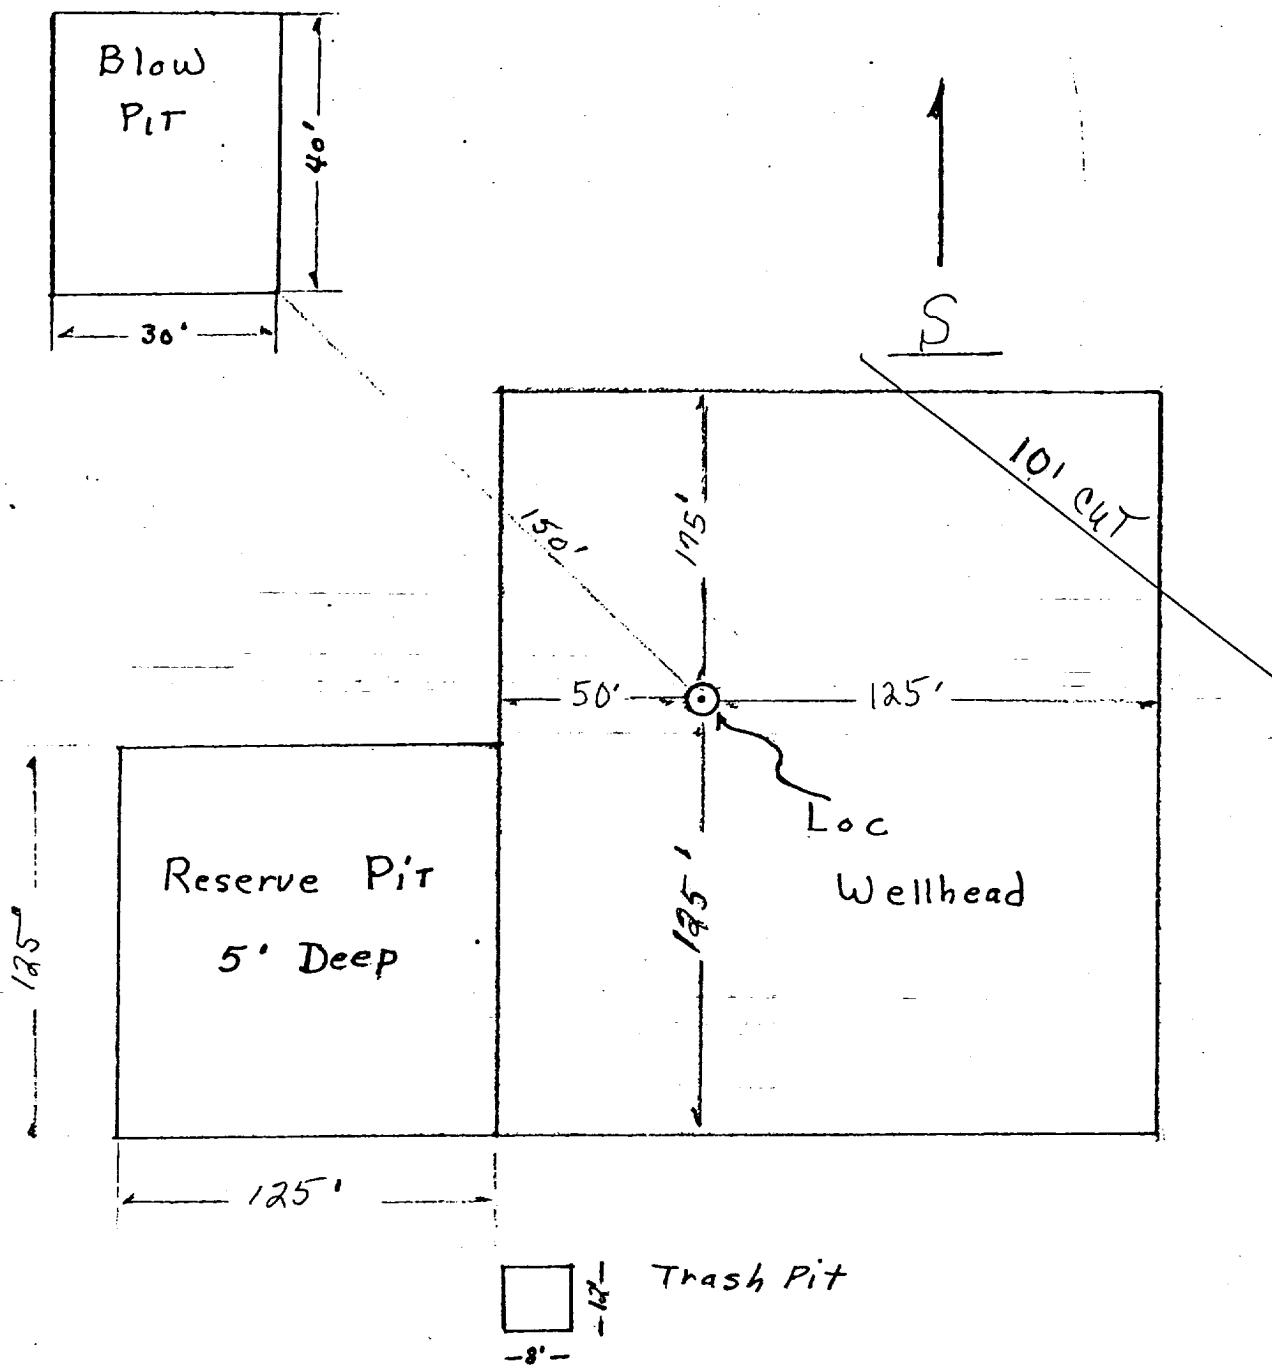 Blow
PIT
40'
30'
S
10' CUT
150'
175'
50'
125'
Loc
Wellhead
125'
Reserve PiT
5' Deep
125'
125'
Trash Pit
12'
8'